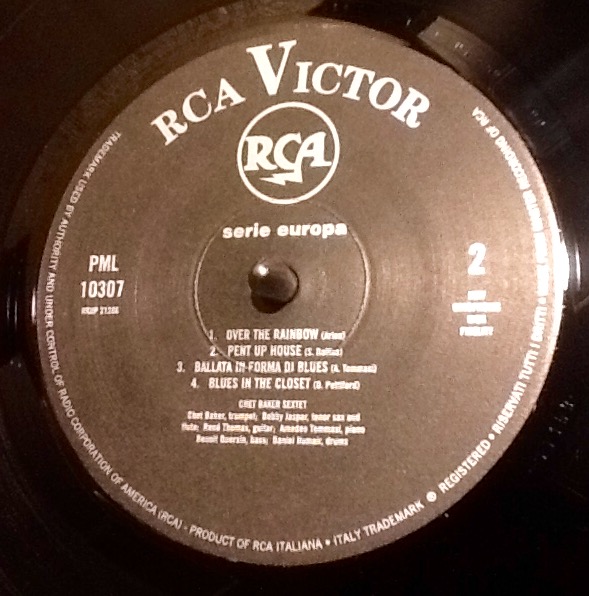 RCA VICTOR
RCA
serie europa
PML
10307
2
1. OVER THE RAINBOW (Arlen)
2. PENT UP HOUSE (S. Rollins)
3. BALLATA IN FORMA DI BLUES (A. Tommasi)
4. BLUES IN THE CLOSET (O. Pettiford)
CHET BAKER SEXTET
Chet Baker, trumpet; Bobby Jaspar, tenor sax and
flute; René Thomas, guitar; Amedeo Tommasi, piano
Benoit Quersin, bass; Daniel Humair, drums
TRADEMARK USED BY AUTHORITY AND UNDER CONTROL OF RADIO CORPORATION OF AMERICA (RCA) - PRODUCT OF RCA ITALIANA • ITALY TRADEMARK ® REGISTERED • RISERVATI TUTTI I DIRITTI RECORDING OF RCA